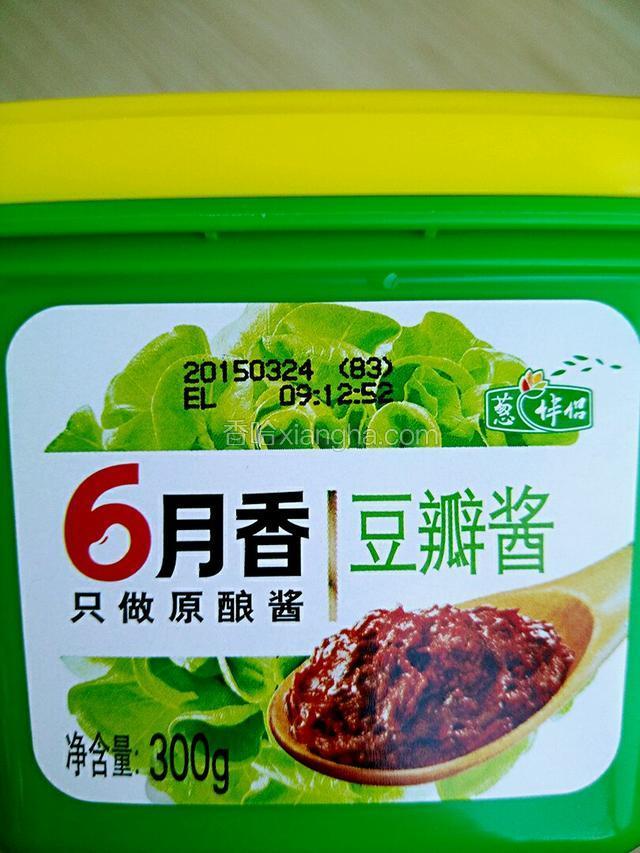 20150324 (83)
EL 09:12:52
葱伴侣
香哈xiangha.com
6月香
豆瓣酱
只做原酿酱
净含量: 300g